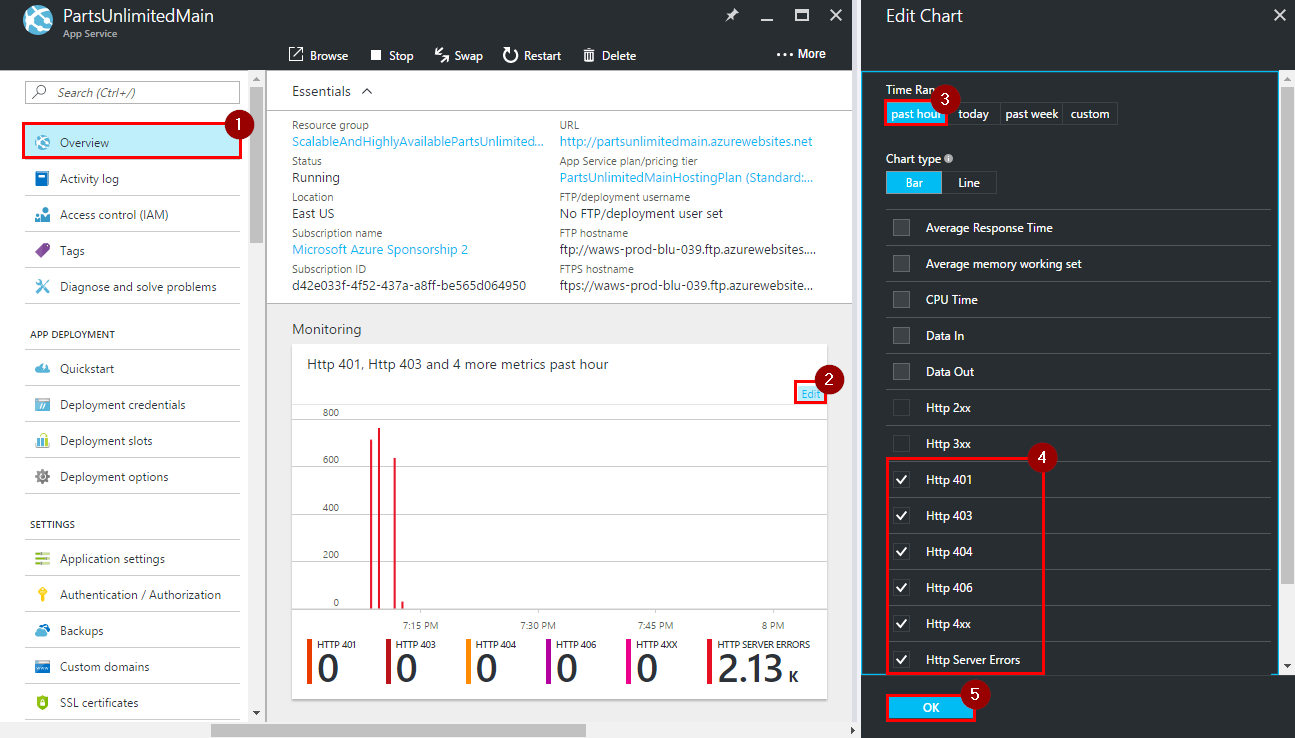 PartsUnlimitedMain
App Service
Browse
Stop
Swap
Restart
Delete
More
Search (Ctrl+/)
1
Overview
Activity log
Access control (IAM)
Tags
Diagnose and solve problems
APP DEPLOYMENT
Quickstart
Deployment credentials
Deployment slots
Deployment options
SETTINGS
Application settings
Authentication / Authorization
Backups
Custom domains
SSL certificates
Essentials
Resource group
ScalableAndHighlyAvailablePartsUnlimited...
Status
Running
Location
East US
Subscription name
Microsoft Azure Sponsorship 2
Subscription ID
d42e033f-4f52-437a-a8ff-be565d064950
URL
http://partsunlimitedmain.azurewebsites.net
App Service plan/pricing tier
PartsUnlimitedMainHostingPlan (Standard:...
FTP/deployment username
No FTP/deployment user set
FTP hostname
ftp://waws-prod-blu-039.ftp.azurewebsites....
FTPS hostname
ftps://waws-prod-blu-039.ftp.azurewebsite...
Monitoring
Http 401, Http 403 and 4 more metrics past hour
2
Edit
800
600
400
200
0
7:15 PM
7:30 PM
7:45 PM
8 PM
HTTP 401
0
HTTP 403
0
HTTP 404
0
HTTP 406
0
HTTP 4XX
0
HTTP SERVER ERRORS
2.13 K
Edit Chart
Time Ran
3
past hour
today
past week
custom
Chart type
Bar
Line
Average Response Time
Average memory working set
CPU Time
Data In
Data Out
Http 2xx
Http 3xx
4
Http 401
Http 403
Http 404
Http 406
Http 4xx
Http Server Errors
5
OK